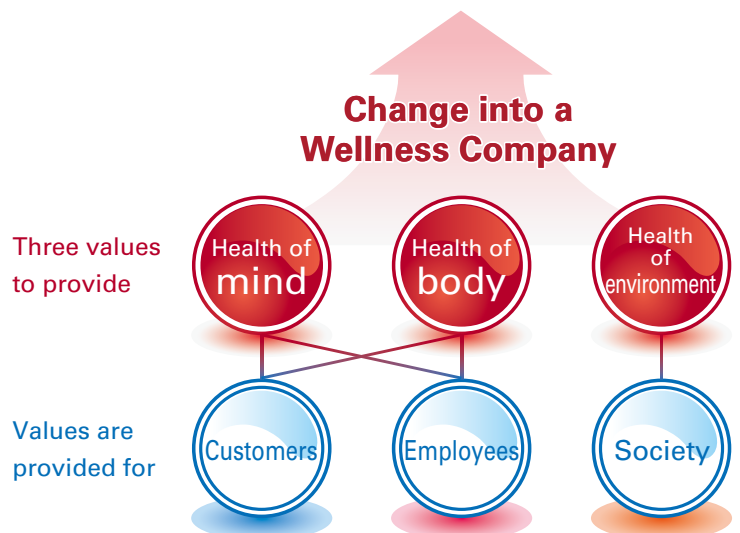 Change into a
Wellness Company
Three values
to provide
Health of
mind
Health of
body
Health
of
environment
Values are
provided for
Customers
Employees
Society